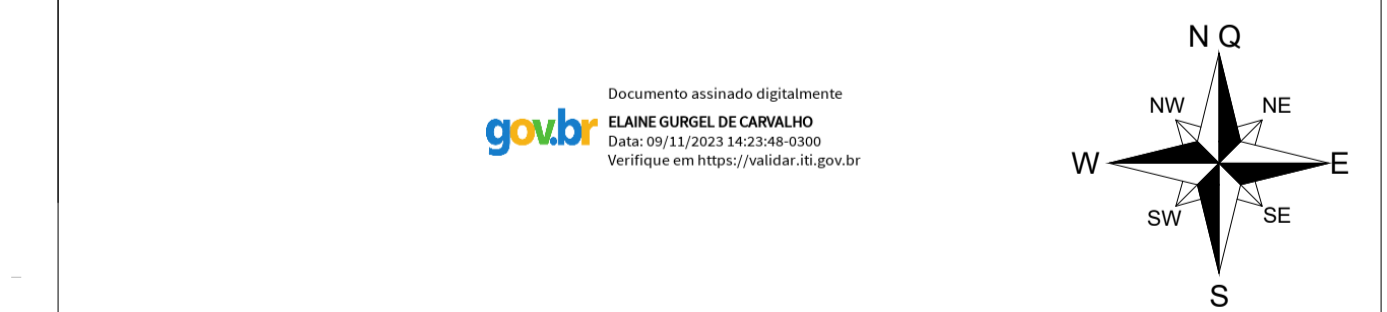 N Q
NW NE
Documento assinado digitalmente
gov.br
ELAINE GURGEL DE CARVALHO
Data: 09/11/2023 14:23:48-0300
Verifique em https://validar.iti.gov.br
W E
SW SE
S